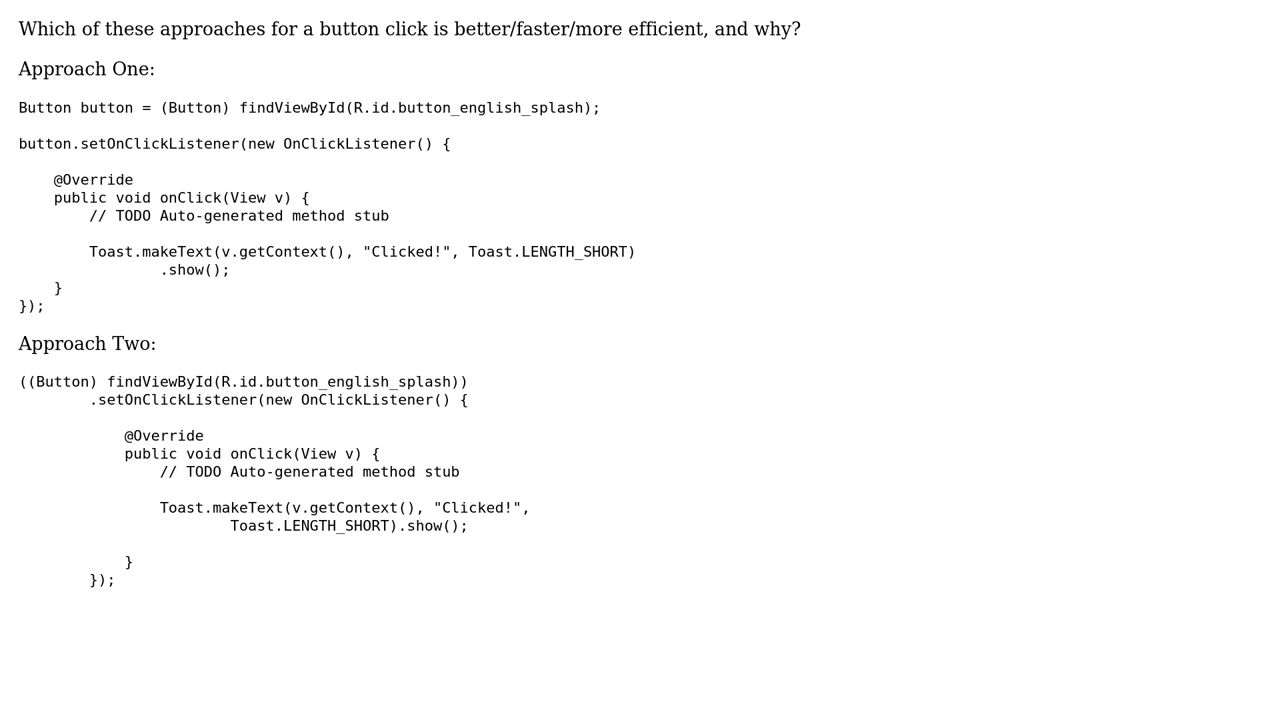 Which of these approaches for a button click is better/faster/more efficient, and why?
Approach One:
Button button = (Button) findViewById(R.id.button_english_splash);
button.setOnClickListener(new OnClickListener() {
    @Override
    public void onClick(View v) {
        // TODO Auto-generated method stub
        Toast.makeText(v.getContext(), "Clicked!", Toast.LENGTH_SHORT)
                .show();
    }
});
Approach Two:
((Button) findViewById(R.id.button_english_splash))
        .setOnClickListener(new OnClickListener() {
            @Override
            public void onClick(View v) {
                // TODO Auto-generated method stub
                Toast.makeText(v.getContext(), "Clicked!",
                        Toast.LENGTH_SHORT).show();
            }
        });